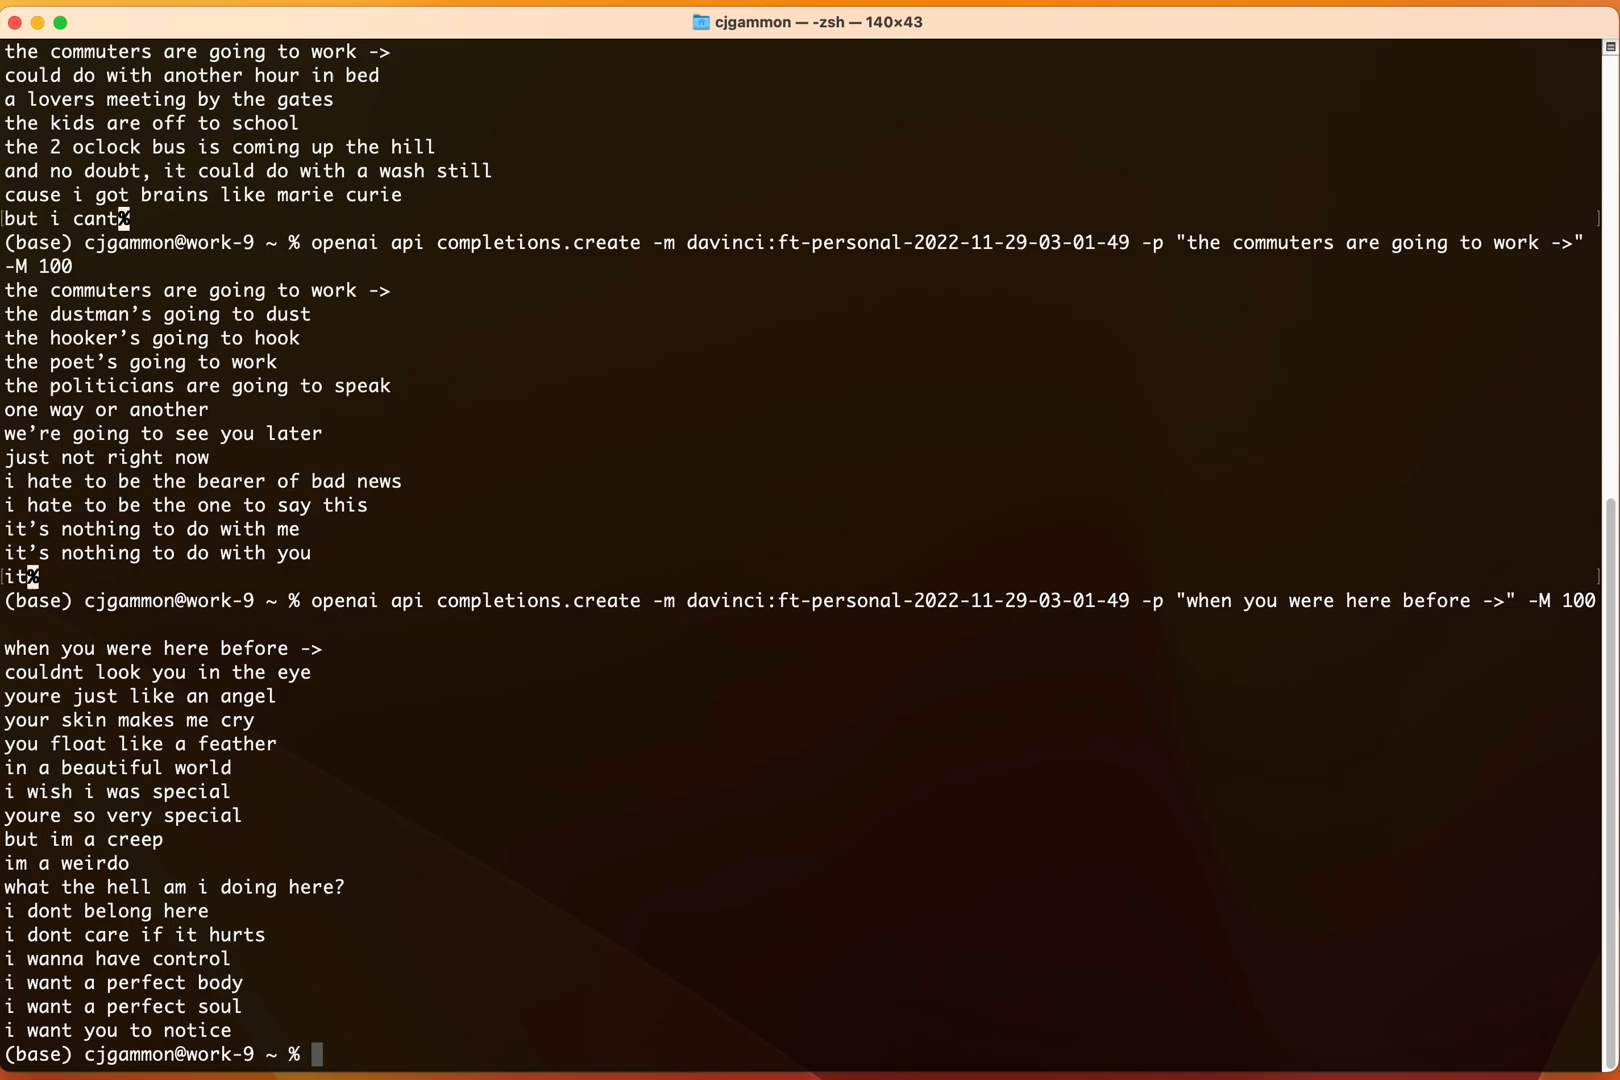 cjgammon — -zsh — 140×43
the commuters are going to work ->
could do with another hour in bed
a lovers meeting by the gates
the kids are off to school
the 2 oclock bus is coming up the hill
and no doubt, it could do with a wash still
cause i got brains like marie curie
but i cant%
(base) cjgammon@work-9 ~ % openai api completions.create -m davinci:ft-personal-2022-11-29-03-01-49 -p "the commuters are going to work ->"
-M 100
the commuters are going to work ->
the dustman’s going to dust
the hooker’s going to hook
the poet’s going to work
the politicians are going to speak
one way or another
we’re going to see you later
just not right now
i hate to be the bearer of bad news
i hate to be the one to say this
it’s nothing to do with me
it’s nothing to do with you
it%
(base) cjgammon@work-9 ~ % openai api completions.create -m davinci:ft-personal-2022-11-29-03-01-49 -p "when you were here before ->" -M 100
when you were here before ->
couldnt look you in the eye
youre just like an angel
your skin makes me cry
you float like a feather
in a beautiful world
i wish i was special
youre so very special
but im a creep
im a weirdo
what the hell am i doing here?
i dont belong here
i dont care if it hurts
i wanna have control
i want a perfect body
i want a perfect soul
i want you to notice
(base) cjgammon@work-9 ~ %